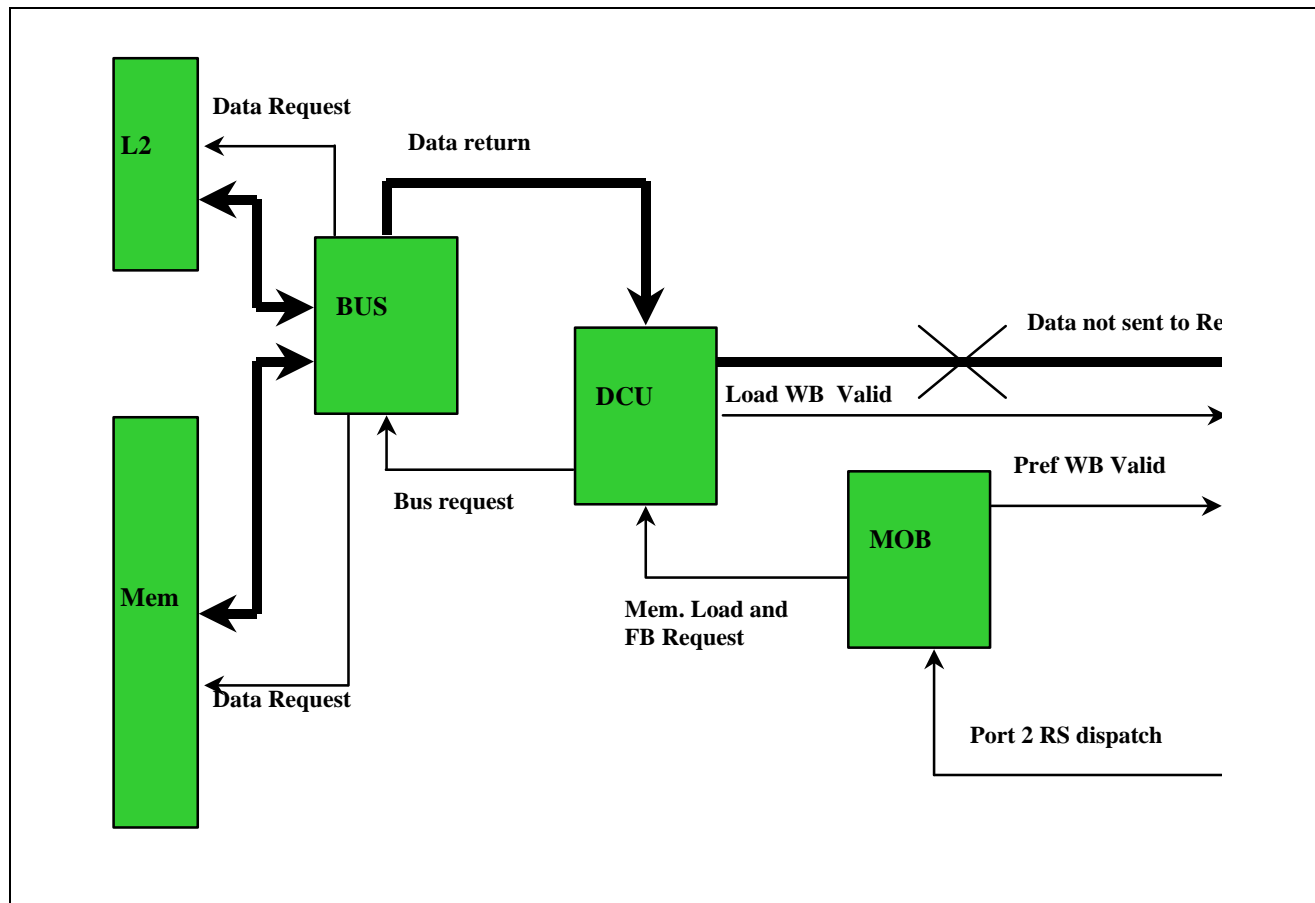 Data Request
L2
Data return
BUS
Data not sent to Re
DCU
Load WB Valid
Pref WB Valid
Bus request
MOB
Mem
Mem. Load and
FB Request
Data Request
Port 2 RS dispatch